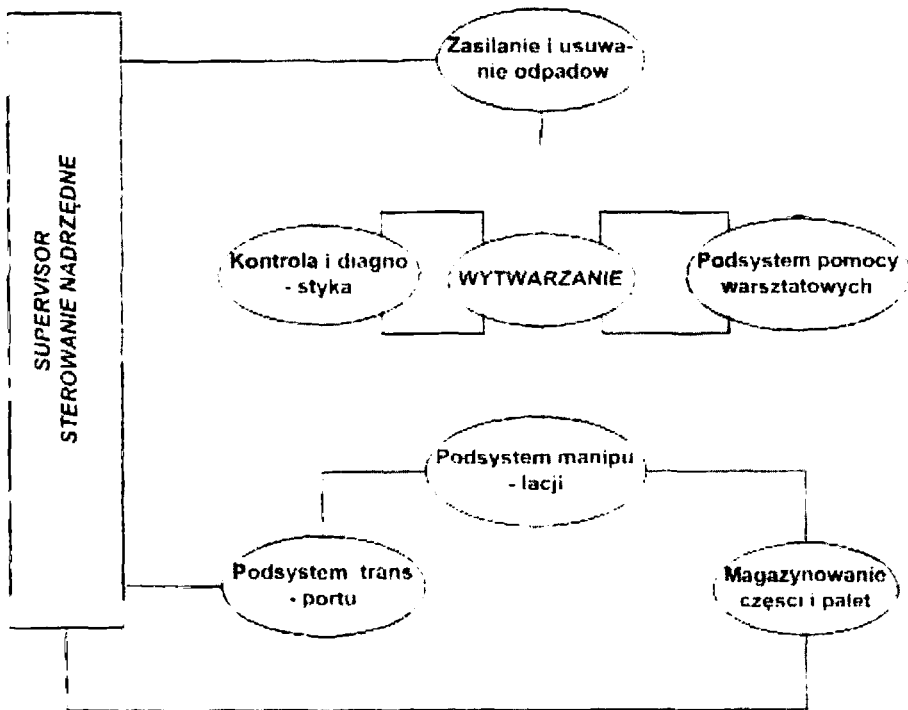 Zasilanie i usuwa-
nie odpadow
SUPERVISOR
STEROWANIE NADRZĘDNE
Kontrola i diagno
- styka
WYTWARZANIE
Podsystem pomocy
warsztatowych
Podsystem manipu
- lacji
Podsystem trans
- portu
Magazynowanie
częsci i palet